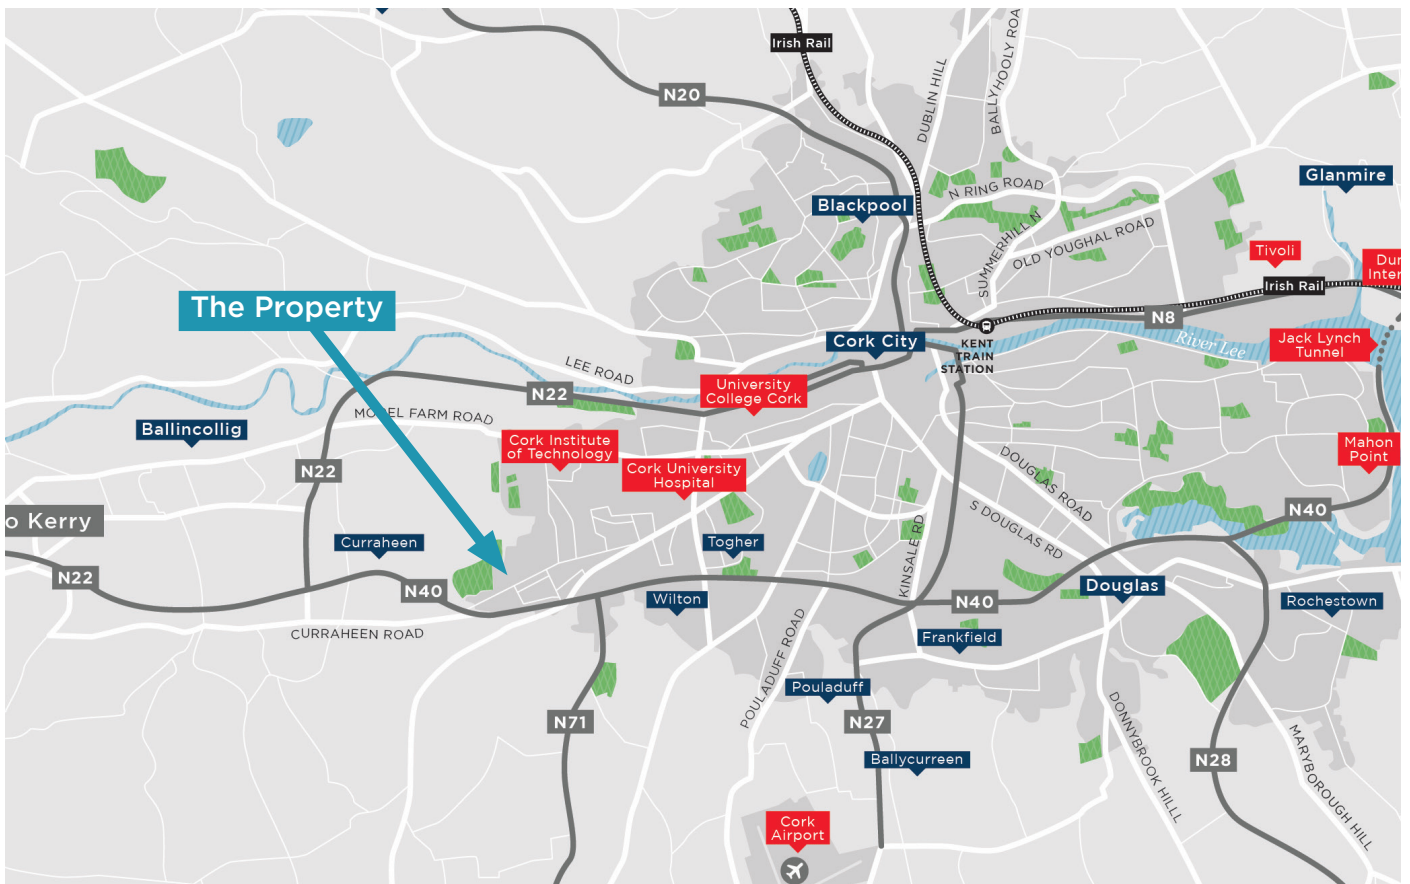 Irish Rail
N20
DUBLIN HILL
BALLYHOOLY ROA
Glanmire
N RING ROAD
Blackpool
SUMMERHILL N
OLD YOUGHAL ROAD
Tivoli
Dun
Inter
Irish Rail
The Property
N8
Cork City
KENT
TRAIN
STATION
River Lee
Jack Lynch
Tunnel
LEE ROAD
N22
University
College Cork
MODEL FARM ROAD
Ballincollig
Cork Institute
of Technology
Mahon
Point
N22
Cork University
Hospital
DOUGLAS ROAD
S DOUGLAS RD
N40
o Kerry
Curraheen
Togher
KINSALE RD
N22
N40
Wilton
N40
Douglas
Rochestown
CURRAHEEN ROAD
Frankfield
POULADUFF ROAD
Pouladuff
N71
N27
DONNYBROOK HILLL
MARYBOROUGH HILL
Ballycurreen
N28
Cork
Airport